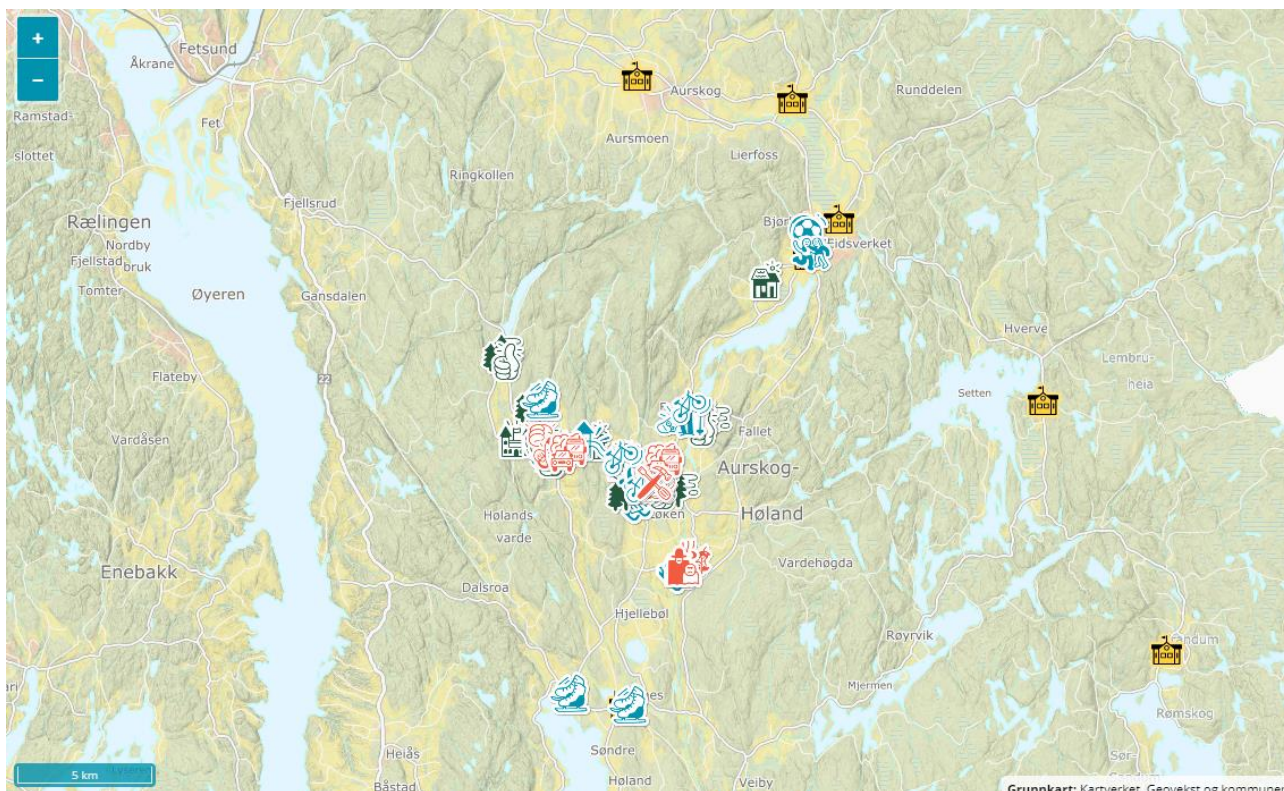 +
Fetsund
Åkrane
−
Aurskog
Runddelen
Ramstad-
slottet
Fet
Aursmoen
Lierfoss
Ringkollen
Fjellsrud
Rælingen
Nordby
Fjellstad bruk
Tomter
Øyeren
Gansdalen
Eidsverket
Hverve
Lembru-
heia
Flateby
22
Setten
Vardåsen
Fallet
Aurskog-
Høland
Hølands
varde
Enebakk
Vardehøgda
Dalsroa
Hjellebøl
Røyrvik
Mjermen
Rømskog
Søndre
Høland
Heiås
Sør
Båstad
Veiby
5 km
Grunnkart: Kartverket, Geovekst og kommuner